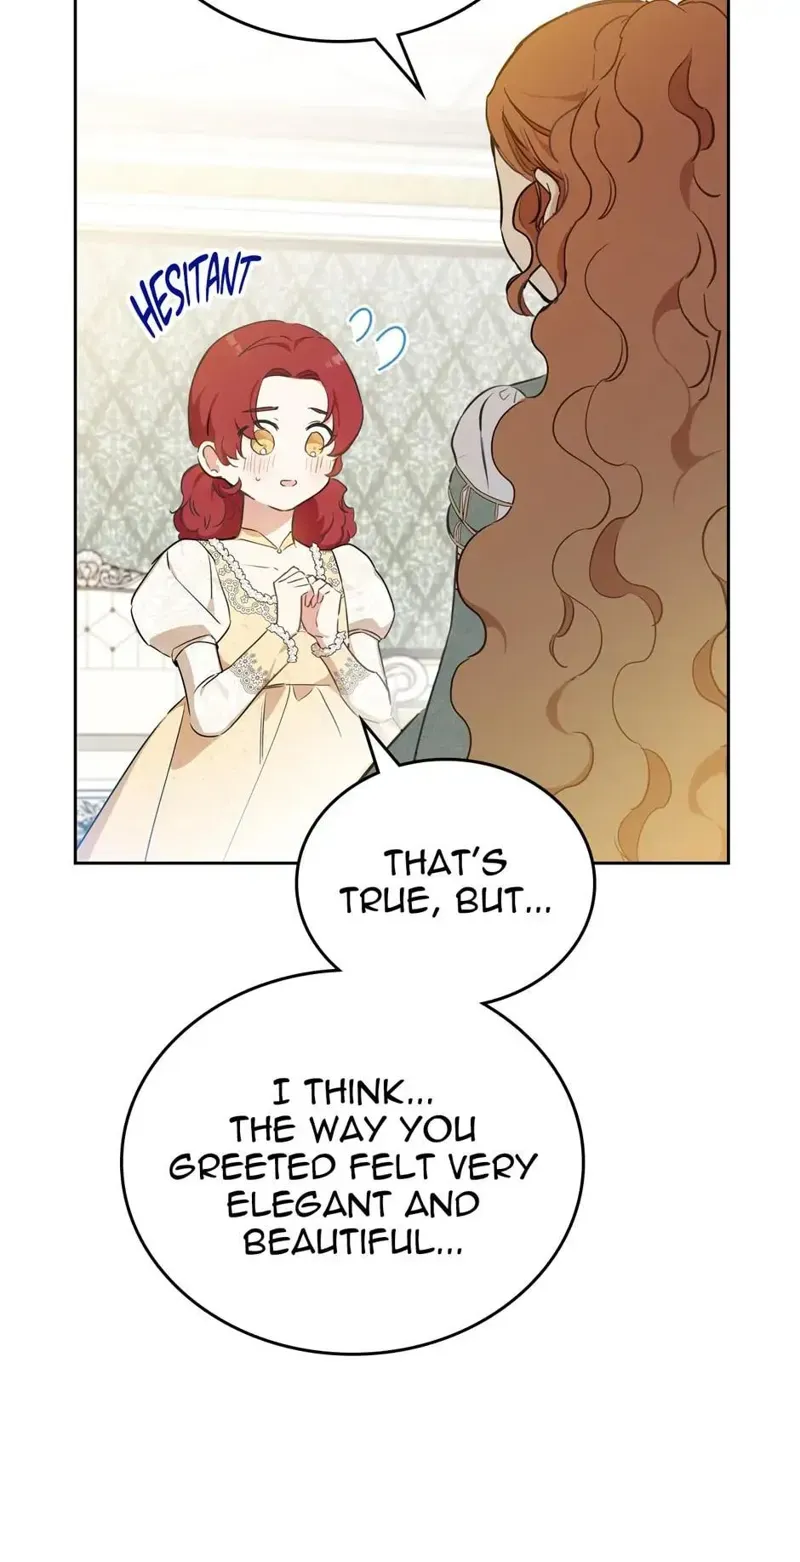 HESITANT
THAT'S
TRUE, BUT...
I THINK...
THE WAY YOU
GREETED FELT VERY
ELEGANT AND
BEAUTIFUL...